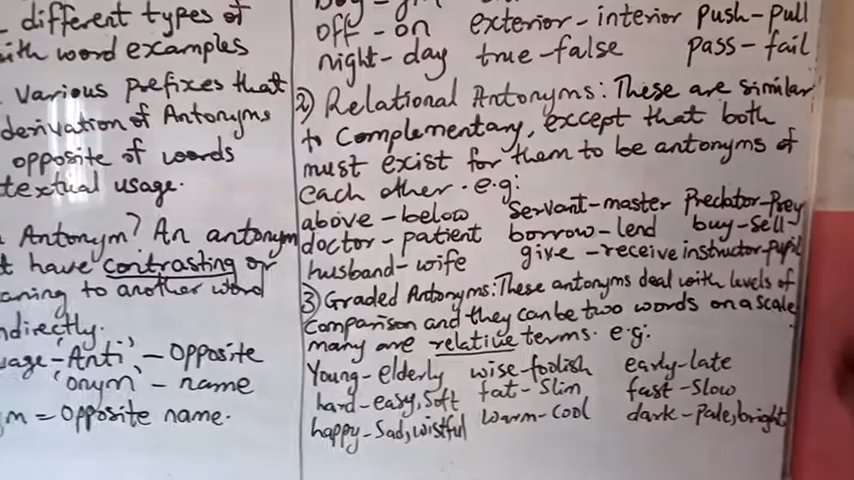 different types of
with word examples
various prefixes that
derivation of Antonyms
opposite of words
textual usage.
Antonym? An antonym
have contrasting or
meaning to another word
indirectly.
'Anti' - Opposite
'onym' - name
= Opposite name.
off - on exterior - interior Push - Pull
night - day true - false pass - fail
2) Relational Antonyms: These are similar
to Complementary, except that both
must exist for them to be antonyms of
each other. e.g:
above - below Servant - master Predator - Prey
doctor - patient borrow - lend buy - sell
husband - wife give - receive instructor - pupil
3) Graded Antonyms: These antonyms deal with levels of
Comparison and they can be two words on a scale.
many are relative terms. e.g:
Young - elderly wise - foolish early - late
hard - easy, Soft fat - Slim fast - Slow
happy - Sad, wistful warm - cool dark - Pale, bright